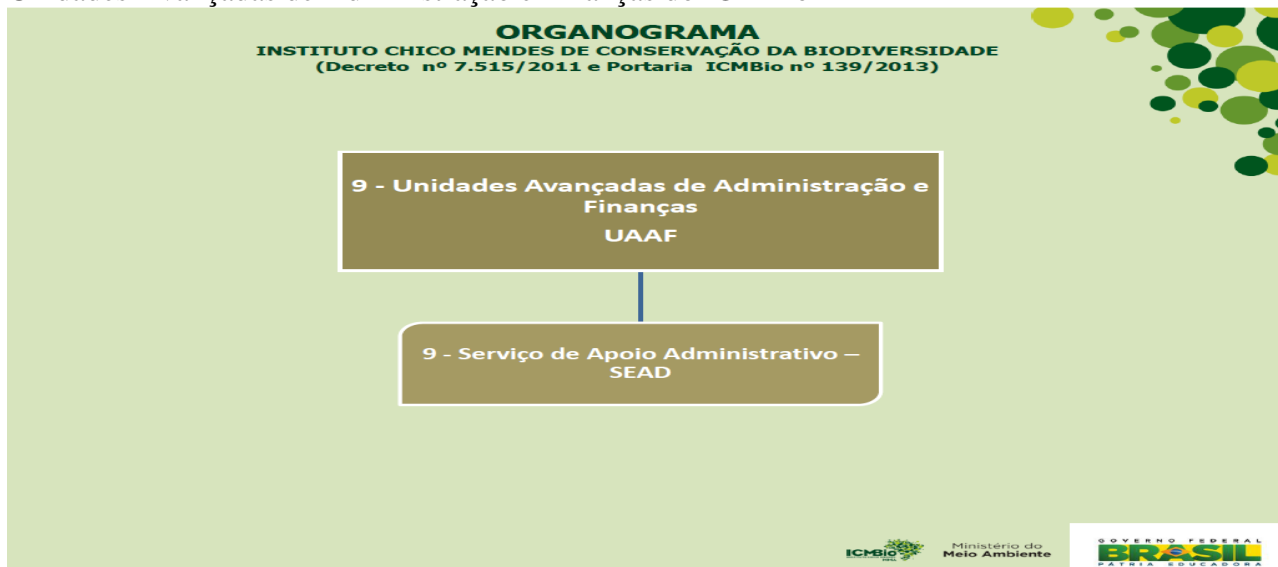 ORGANOGRAMA
INSTITUTO CHICO MENDES DE CONSERVAÇÃO DA BIODIVERSIDADE
(Decreto nº 7.515/2011 e Portaria ICMBio nº 139/2013)
9 - Unidades Avançadas de Administração e
Finanças
UAAF
9 - Serviço de Apoio Administrativo –
SEAD
ICMBio
Ministério do
Meio Ambiente
GOVERNO FEDERAL
BRASIL
PÁTRIA EDUCADORA